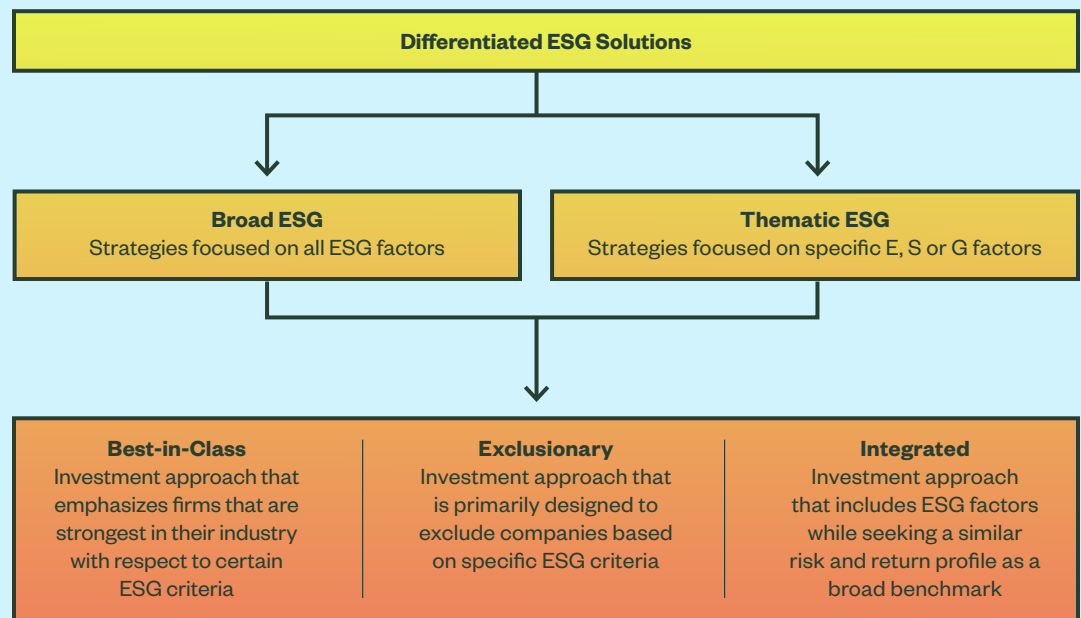 Differentiated ESG Solutions
Broad ESG
Strategies focused on all ESG factors
Thematic ESG
Strategies focused on specific E, S or G factors
Best-in-Class
Investment approach that
emphasizes firms that are
strongest in their industry
with respect to certain
ESG criteria
Exclusionary
Investment approach that
is primarily designed to
exclude companies based
on specific ESG criteria
Integrated
Investment approach
that includes ESG factors
while seeking a similar
risk and return profile as a
broad benchmark